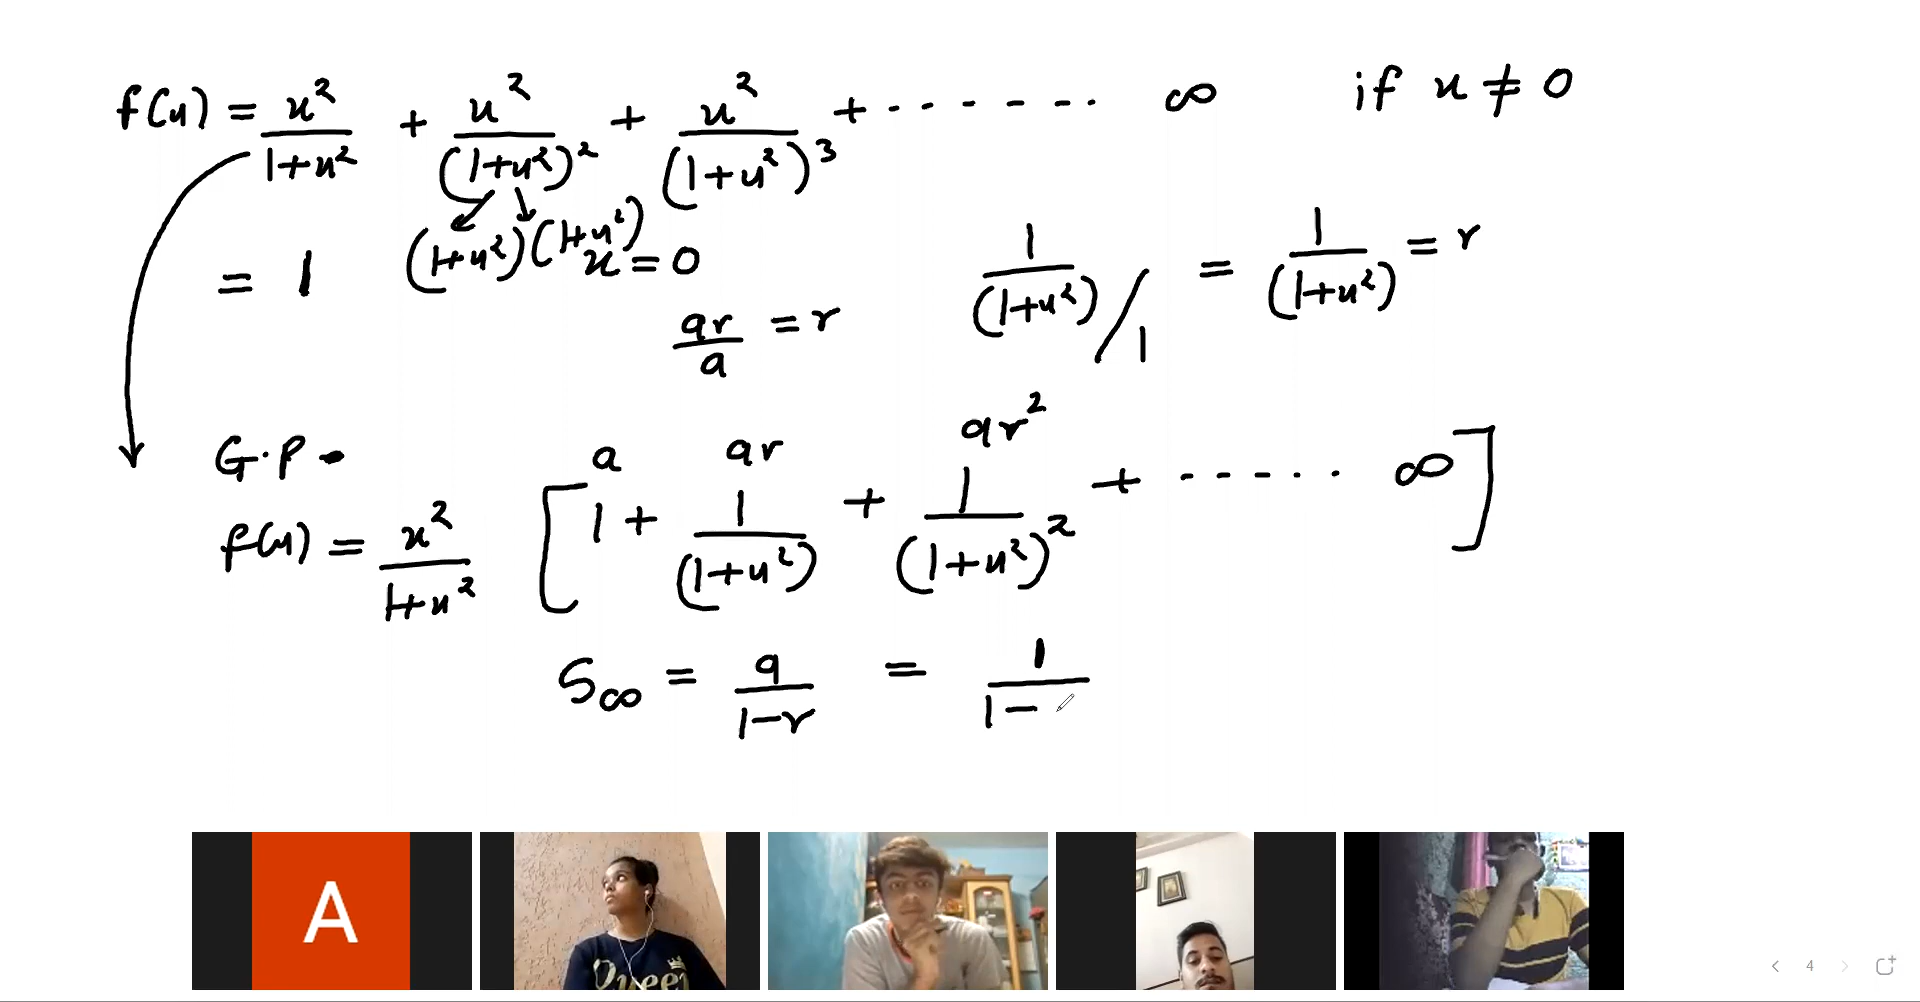 f(x) = x²/(1+x²) + x²/(1+x²)² + x²/(1+x²)³ + ------- ∞ if x ≠ 0
(1+x²)(1+x²)
= 1 x = 0
ar/a = r
1/(1+x²)/1 = 1/(1+x²) = r
G.P.
a ar ar²
f(x) = x²/(1+x²) [1 + 1/(1+x²) + 1/(1+x²)² + ----- ∞]
S∞ = a/(1-r) = 1/(1-
A
Queen
4